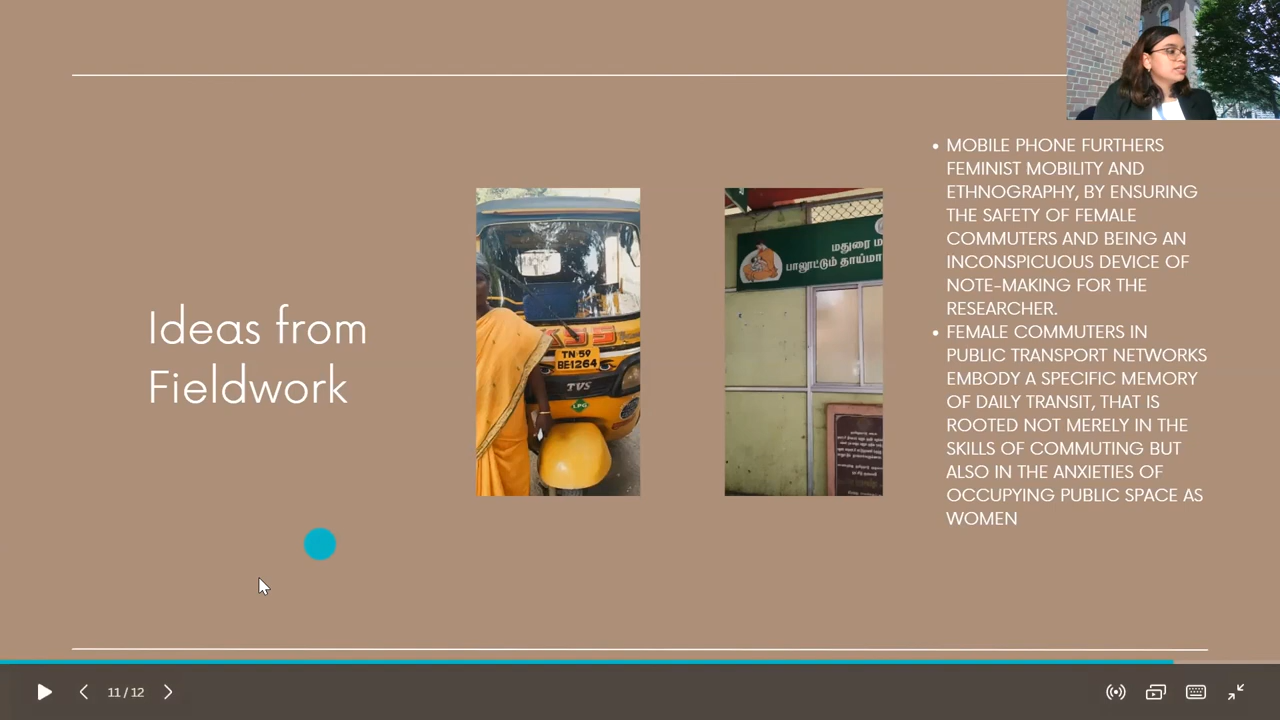 Ideas from
Fieldwork
TN 59
BE1264
TVS
LPG
மதுரை ம
பாலூட்டும் தாய்மா
MOBILE PHONE FURTHERS
FEMINIST MOBILITY AND
ETHNOGRAPHY, BY ENSURING
THE SAFETY OF FEMALE
COMMUTERS AND BEING AN
INCONSPICUOUS DEVICE OF
NOTE-MAKING FOR THE
RESEARCHER.
FEMALE COMMUTERS IN
PUBLIC TRANSPORT NETWORKS
EMBODY A SPECIFIC MEMORY
OF DAILY TRANSIT, THAT IS
ROOTED NOT MERELY IN THE
SKILLS OF COMMUTING BUT
ALSO IN THE ANXIETIES OF
OCCUPYING PUBLIC SPACE AS
WOMEN
11 / 12